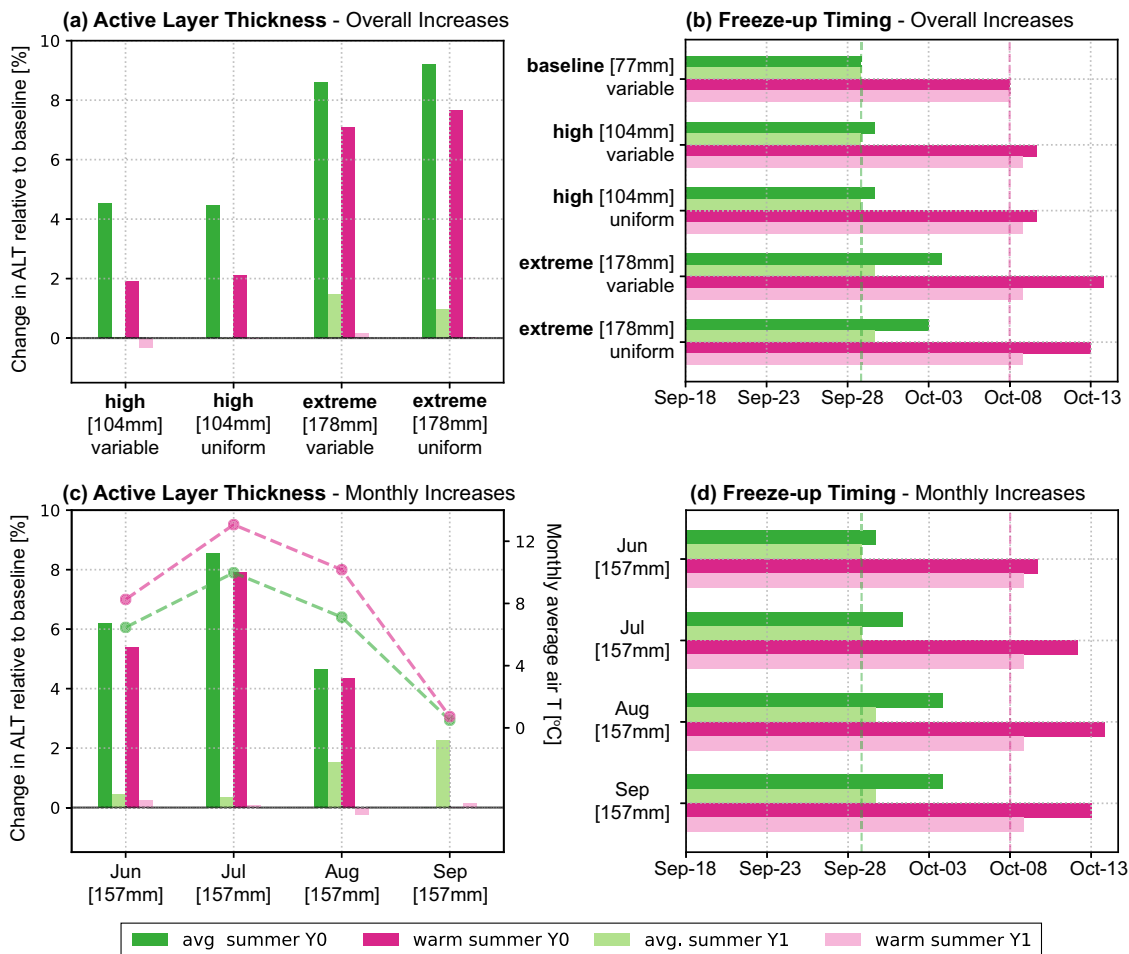 (a) Active Layer Thickness - Overall Increases
Change in ALT relative to baseline [%]
10
8
6
4
2
0
high
[104mm]
variable
high
[104mm]
uniform
extreme
[178mm]
variable
extreme
[178mm]
uniform
(b) Freeze-up Timing - Overall Increases
baseline [77mm]
variable
high [104mm]
variable
high [104mm]
uniform
extreme [178mm]
variable
extreme [178mm]
uniform
Sep-18 Sep-23 Sep-28 Oct-03 Oct-08 Oct-13
(c) Active Layer Thickness - Monthly Increases
Change in ALT relative to baseline [%]
10
8
6
4
2
0
12
8
4
0
Monthly average air T [ºC]
Jun
[157mm]
Jul
[157mm]
Aug
[157mm]
Sep
[157mm]
(d) Freeze-up Timing - Monthly Increases
Jun
[157mm]
Jul
[157mm]
Aug
[157mm]
Sep
[157mm]
Sep-18 Sep-23 Sep-28 Oct-03 Oct-08 Oct-13
avg summer Y0 warm summer Y0 avg. summer Y1 warm summer Y1